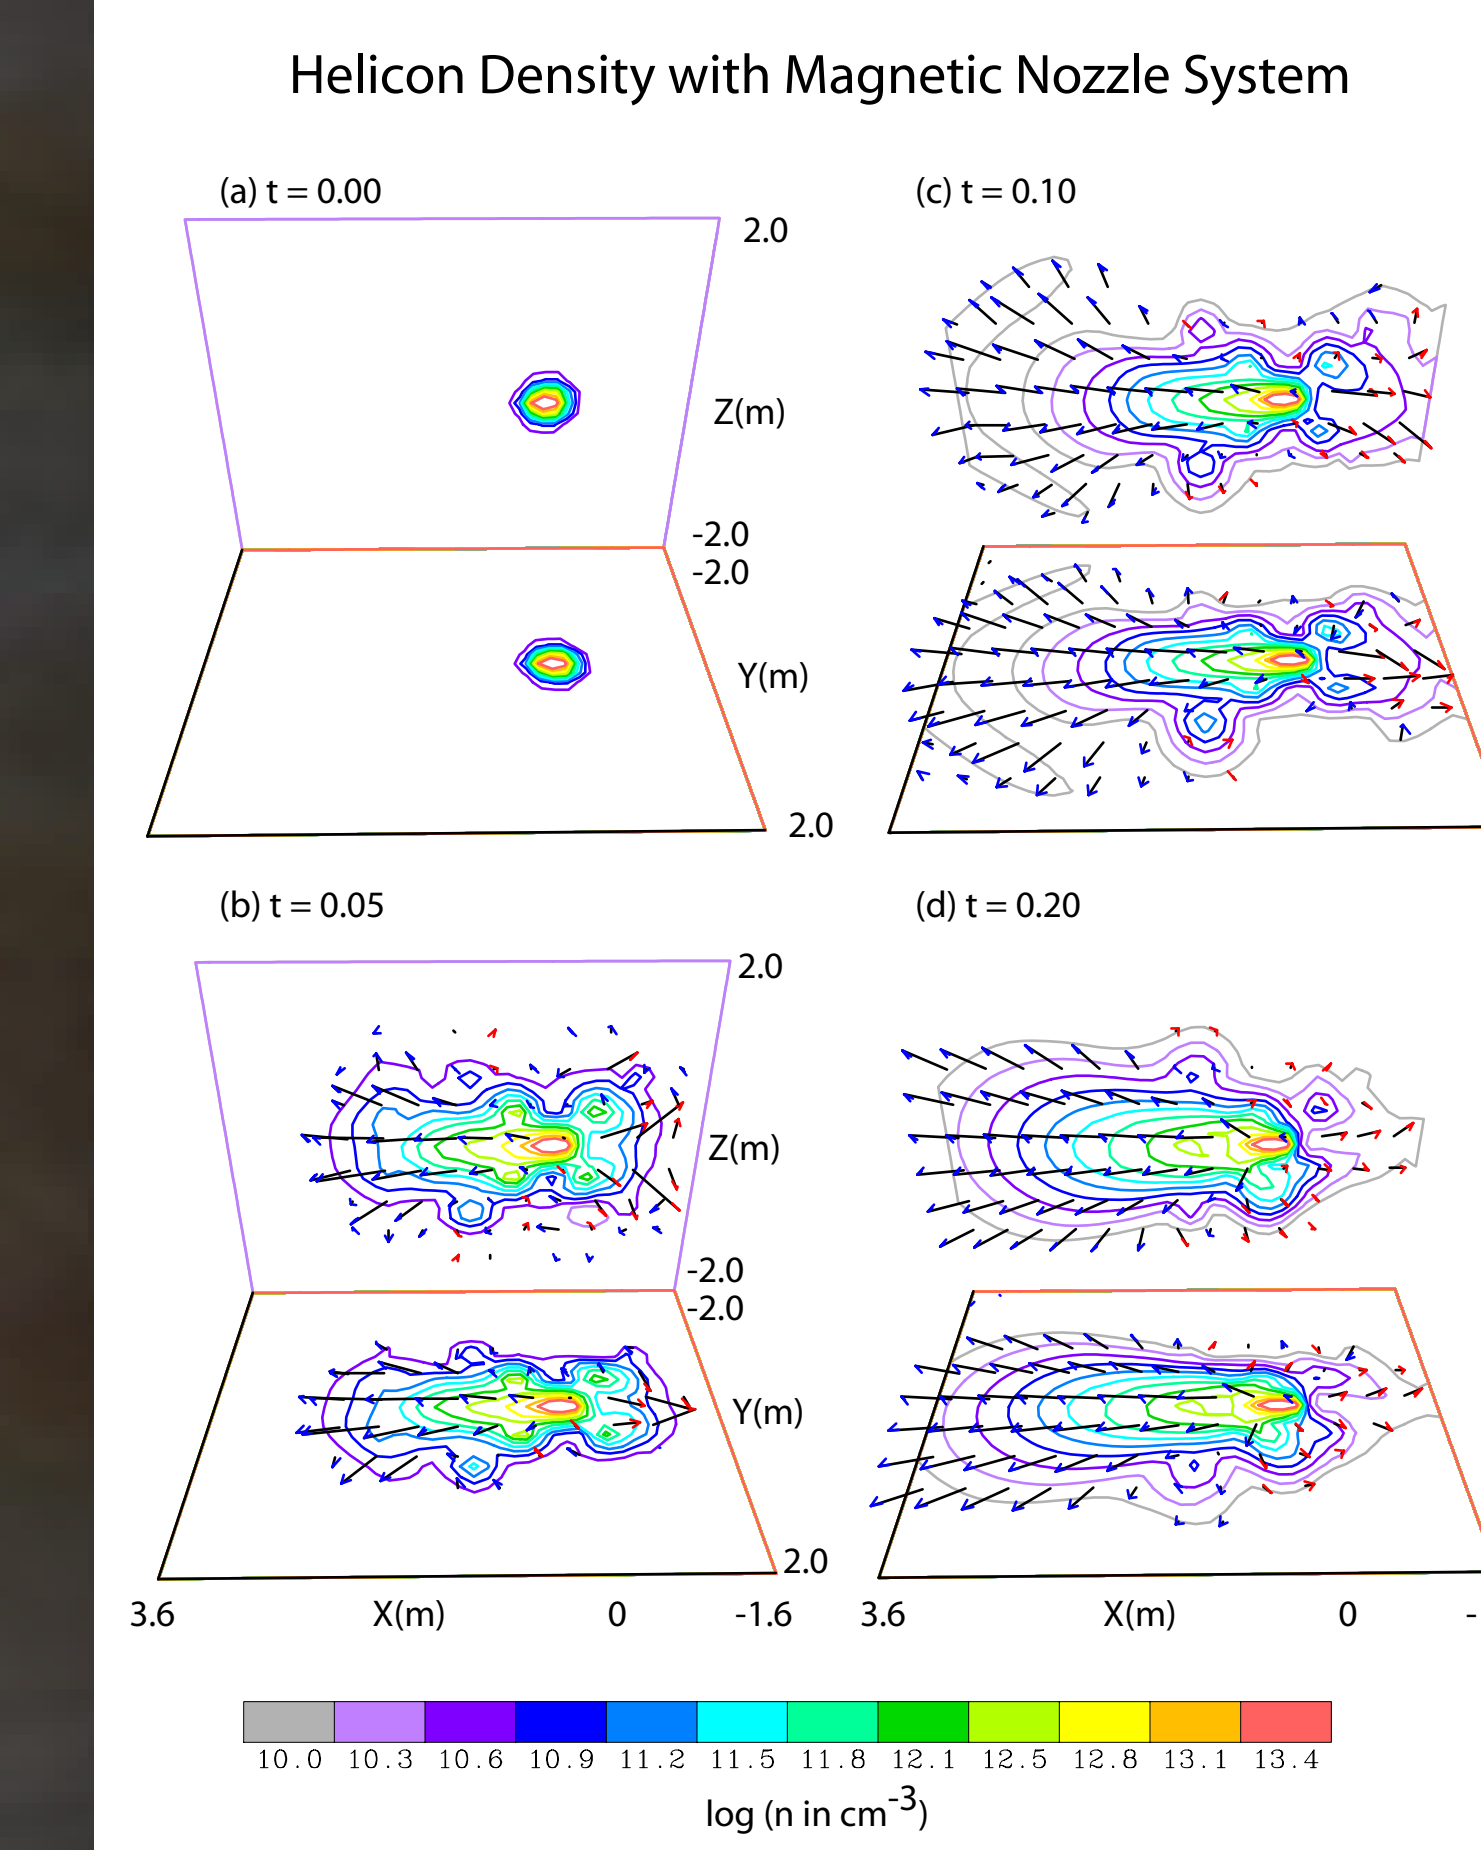 Helicon Density with Magnetic Nozzle System
(a) t = 0.00
2.0
Z(m)
-2.0
-2.0
Y(m)
2.0
(c) t = 0.10
(b) t = 0.05
2.0
Z(m)
-2.0
-2.0
Y(m)
2.0
3.6 X(m) 0 -1.6
(d) t = 0.20
3.6 X(m) 0 -
10.0 10.3 10.6 10.9 11.2 11.5 11.8 12.1 12.5 12.8 13.1 13.4
log (n in cm-3)